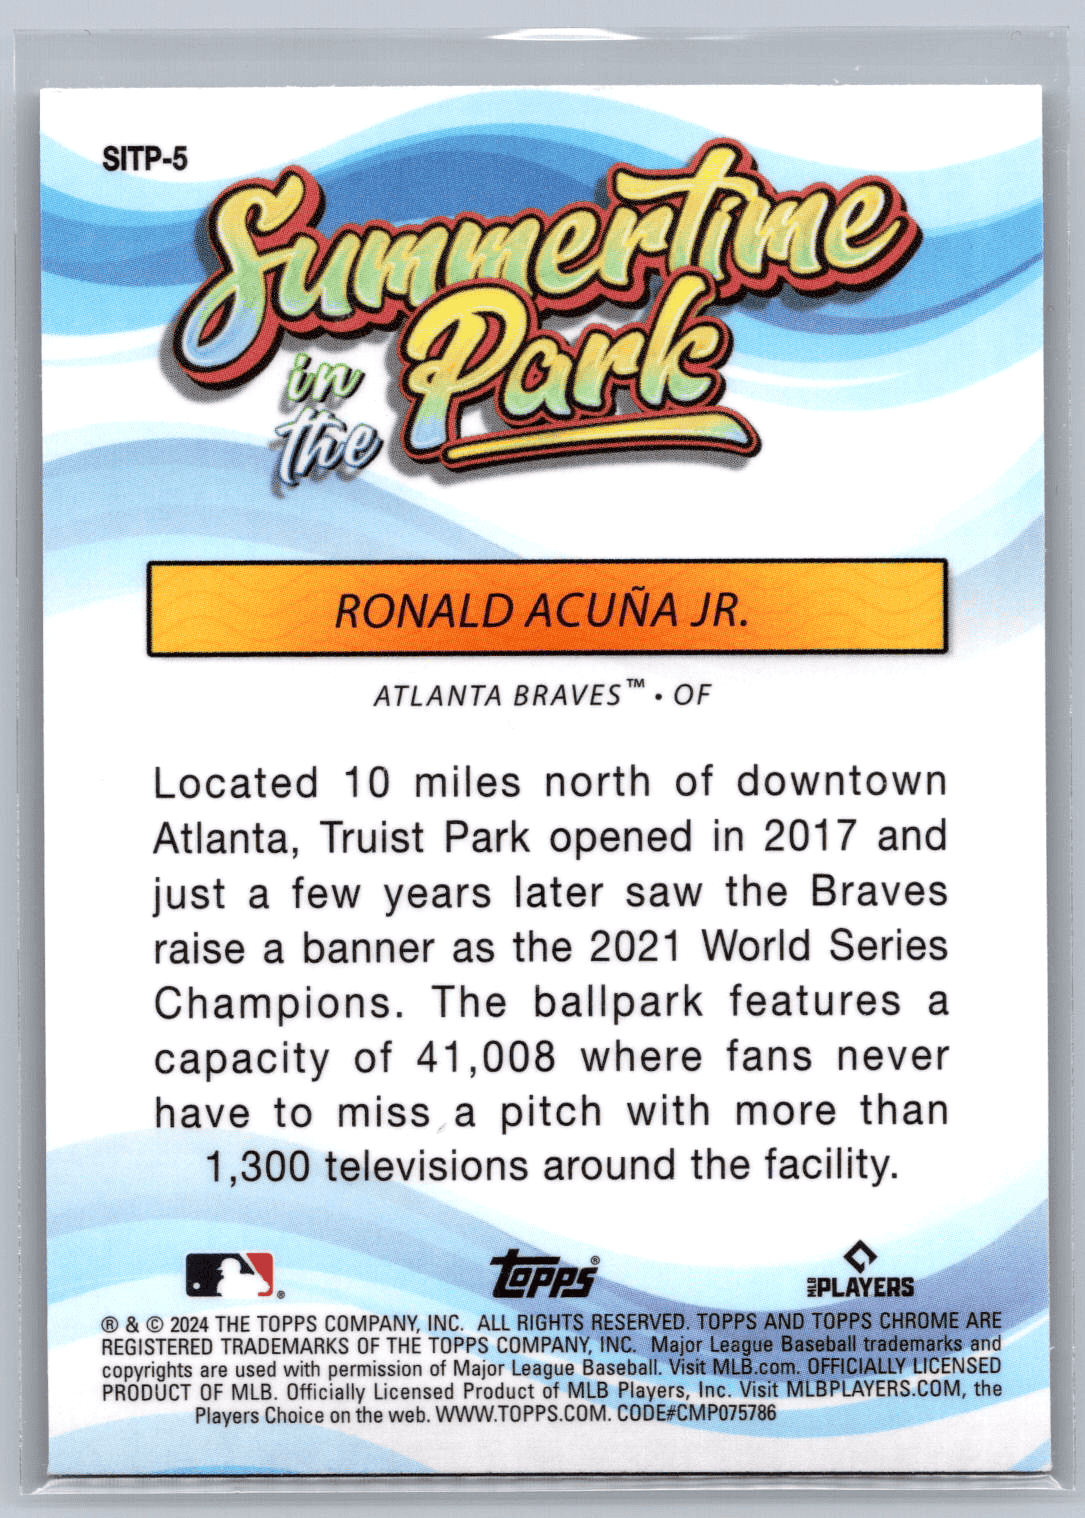 SITP-5
Summertime
in the Park
RONALD ACUÑA JR.
ATLANTA BRAVES™ • OF
Located 10 miles north of downtown
Atlanta, Truist Park opened in 2017 and
just a few years later saw the Braves
raise a banner as the 2021 World Series
Champions. The ballpark features a
capacity of 41,008 where fans never
have to miss a pitch with more than
1,300 televisions around the facility.
® topps® MLB PLAYERS
® & © 2024 THE TOPPS COMPANY, INC. ALL RIGHTS RESERVED. TOPPS AND TOPPS CHROME ARE
REGISTERED TRADEMARKS OF THE TOPPS COMPANY, INC. Major League Baseball trademarks and
copyrights are used with permission of Major League Baseball. Visit MLB.com. OFFICIALLY LICENSED
PRODUCT OF MLB. Officially Licensed Product of MLB Players, Inc. Visit MLBPLAYERS.COM, the
Players Choice on the web. WWW.TOPPS.COM. CODE#CMP075786